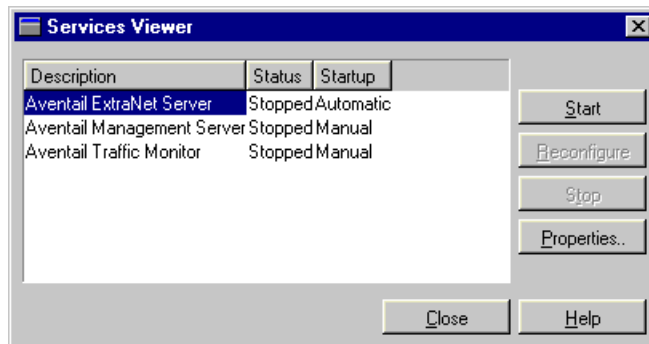 Services Viewer
Description Status Startup
Aventail ExtraNet Server Stopped Automatic
Aventail Management Server Stopped Manual
Aventail Traffic Monitor Stopped Manual
Start
Reconfigure
Stop
Properties..
Close Help